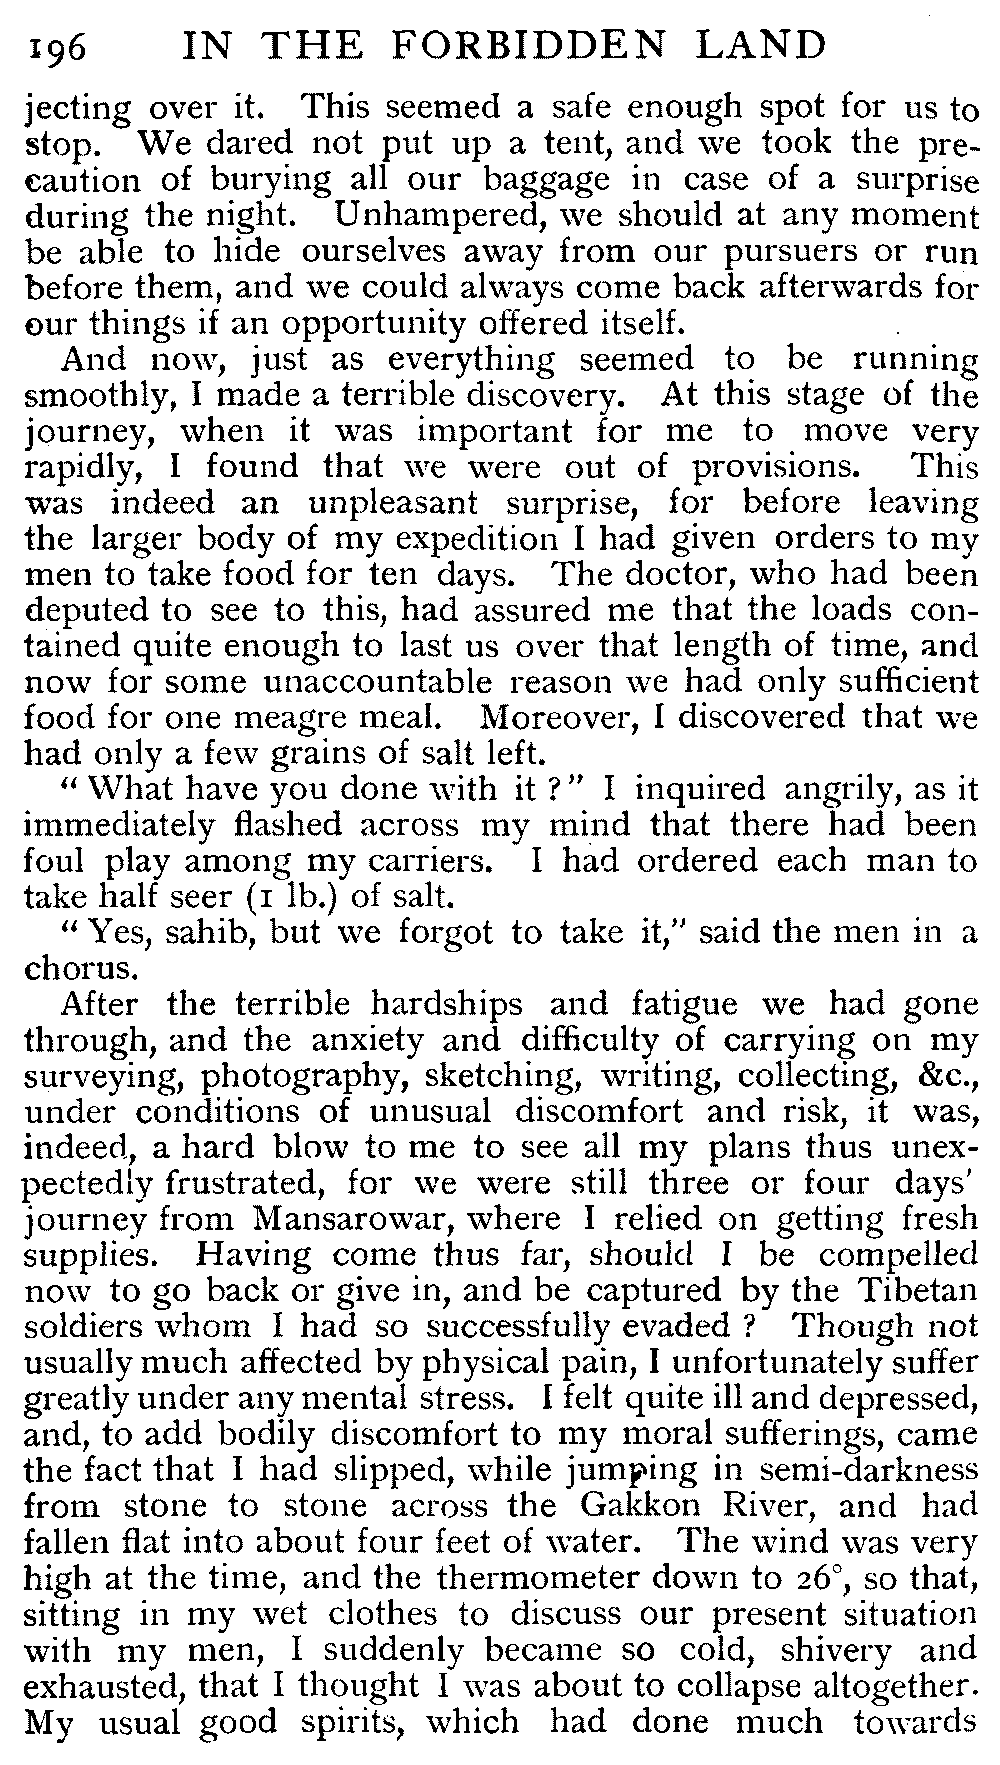 196 IN THE FORBIDDEN LAND
jecting over it. This seemed a safe enough spot for us to
stop. We dared not put up a tent, and we took the pre-
caution of burying all our baggage in case of a surprise
during the night. Unhampered, we should at any moment
be able to hide ourselves away from our pursuers or run
before them, and we could always come back afterwards for
our things if an opportunity offered itself.
And now, just as everything seemed to be running
smoothly, I made a terrible discovery. At this stage of the
journey, when it was important for me to move very
rapidly, I found that we were out of provisions. This
was indeed an unpleasant surprise, for before leaving
the larger body of my expedition I had given orders to my
men to take food for ten days. The doctor, who had been
deputed to see to this, had assured me that the loads con-
tained quite enough to last us over that length of time, and
now for some unaccountable reason we had only sufficient
food for one meagre meal. Moreover, I discovered that we
had only a few grains of salt left.
“ What have you done with it ? ” I inquired angrily, as it
immediately flashed across my mind that there had been
foul play among my carriers. I had ordered each man to
take half seer (1 lb.) of salt.
“ Yes, sahib, but we forgot to take it,” said the men in a
chorus.
After the terrible hardships and fatigue we had gone
through, and the anxiety and difficulty of carrying on my
surveying, photography, sketching, writing, collecting, &c.,
under conditions of unusual discomfort and risk, it was,
indeed, a hard blow to me to see all my plans thus unex-
pectedly frustrated, for we were still three or four days’
journey from Mansarowar, where I relied on getting fresh
supplies. Having come thus far, should I be compelled
now to go back or give in, and be captured by the Tibetan
soldiers whom I had so successfully evaded ? Though not
usually much affected by physical pain, I unfortunately suffer
greatly under any mental stress. I felt quite ill and depressed,
and, to add bodily discomfort to my moral sufferings, came
the fact that I had slipped, while jumping in semi-darkness
from stone to stone across the Gakkon River, and had
fallen flat into about four feet of water. The wind was very
high at the time, and the thermometer down to 26°, so that,
sitting in my wet clothes to discuss our present situation
with my men, I suddenly became so cold, shivery and
exhausted, that I thought I was about to collapse altogether.
My usual good spirits, which had done much towards